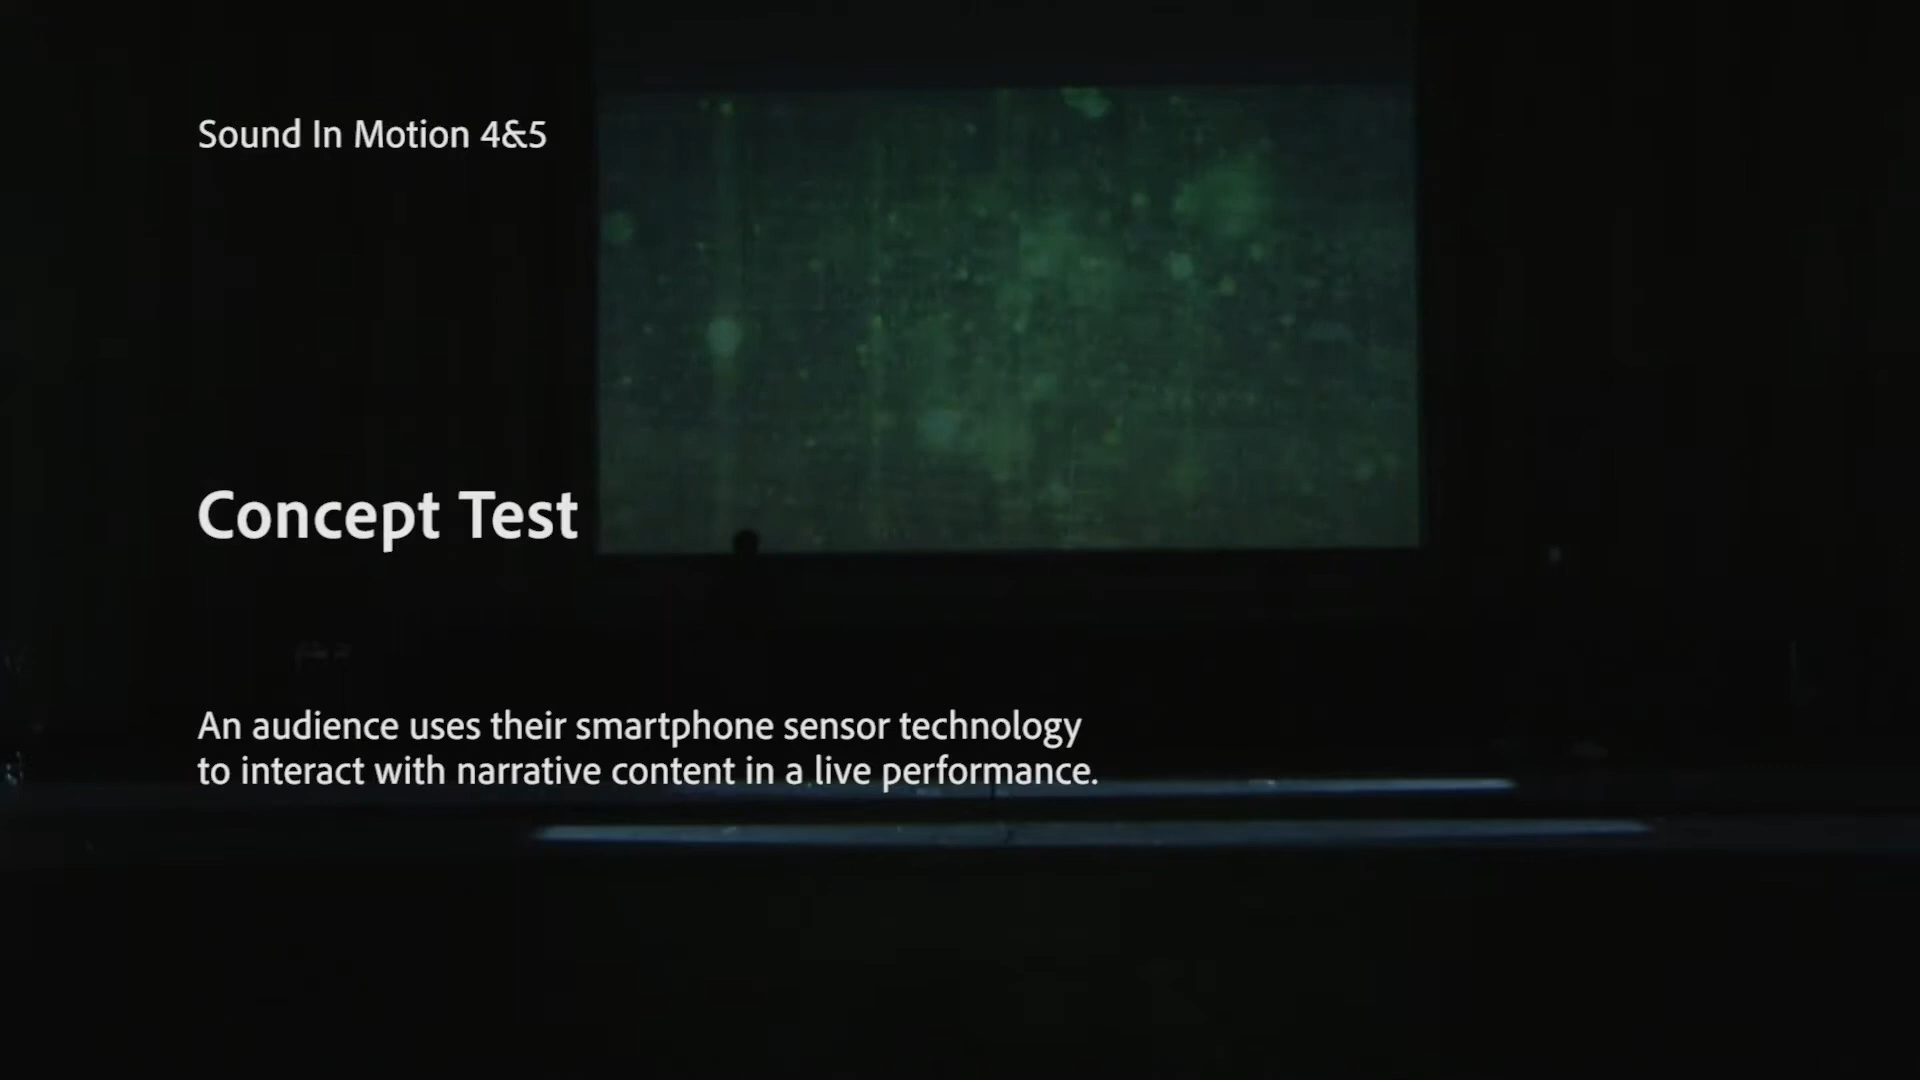 Sound In Motion 4&5
Concept Test
An audience uses their smartphone sensor technology
to interact with narrative content in a live performance.